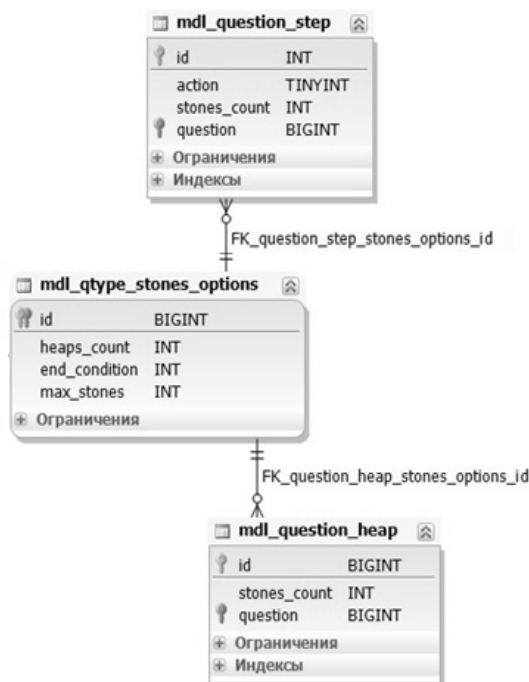 mdl_question_step
id INT
action TINYINT
stones_count INT
question BIGINT
Ограничения
Индексы
FK_question_step_stones_options_id
mdl_qtype_stones_options
id BIGINT
heaps_count INT
end_condition INT
max_stones INT
Ограничения
FK_question_heap_stones_options_id
mdl_question_heap
id BIGINT
stones_count INT
question BIGINT
Ограничения
Индексы